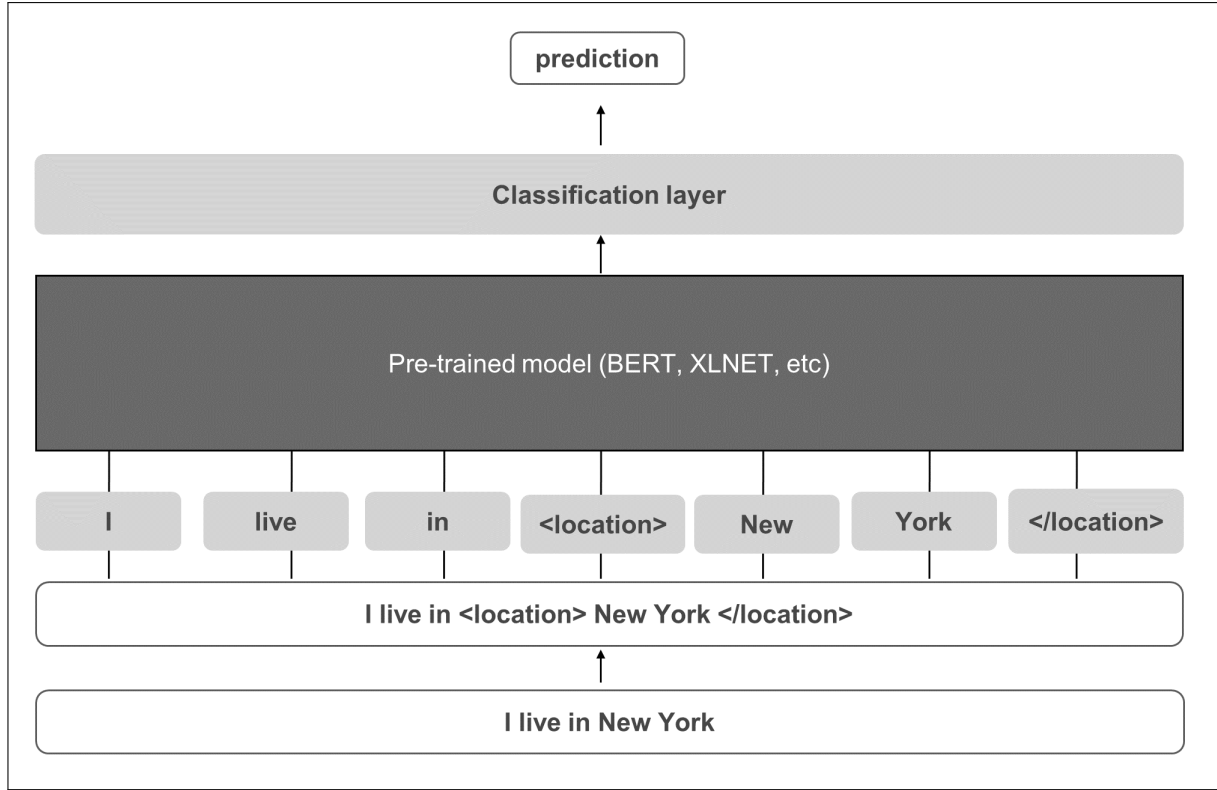 prediction
Classification layer
Pre-trained model (BERT, XLNET, etc)
I live in <location> New York </location>
I live in <location> New York </location>
I live in New York